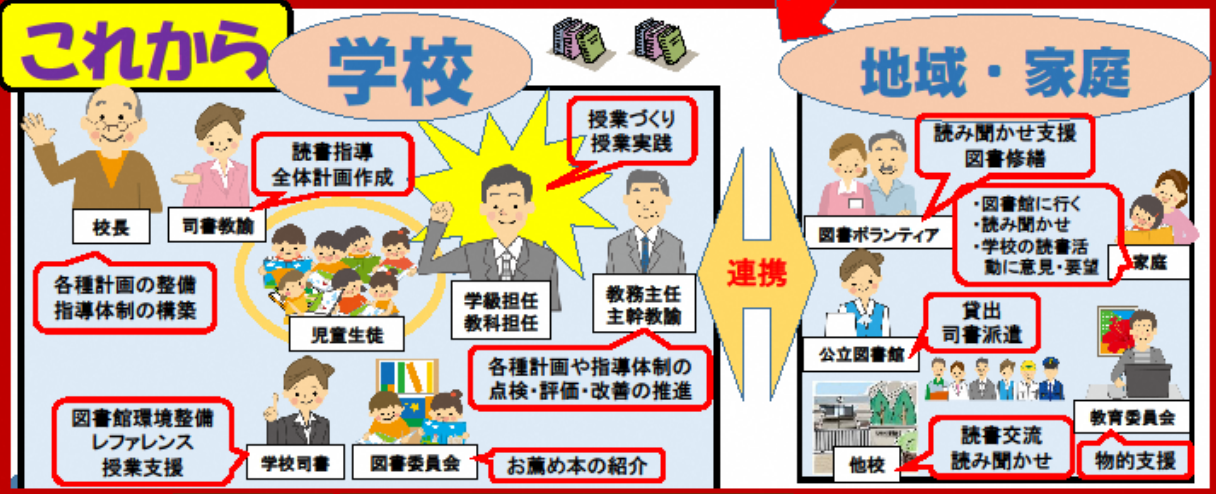 これから
学校
地域・家庭
授業づくり
授業実践
読書指導
全体計画作成
校長
司書教諭
各種計画の整備
指導体制の構築
児童生徒
学級担任
教科担任
教務主任
主幹教諭
各種計画や指導体制の
点検・評価・改善の推進
図書館環境整備
レファレンス
授業支援
学校司書
図書委員会
お薦め本の紹介
連携
読み聞かせ支援
図書修繕
図書ボランティア
・図書館に行く
・読み聞かせ
・学校の読書活
動に意見・要望
家庭
貸出
司書派遣
公立図書館
教育委員会
読書交流
読み聞かせ
他校
物的支援